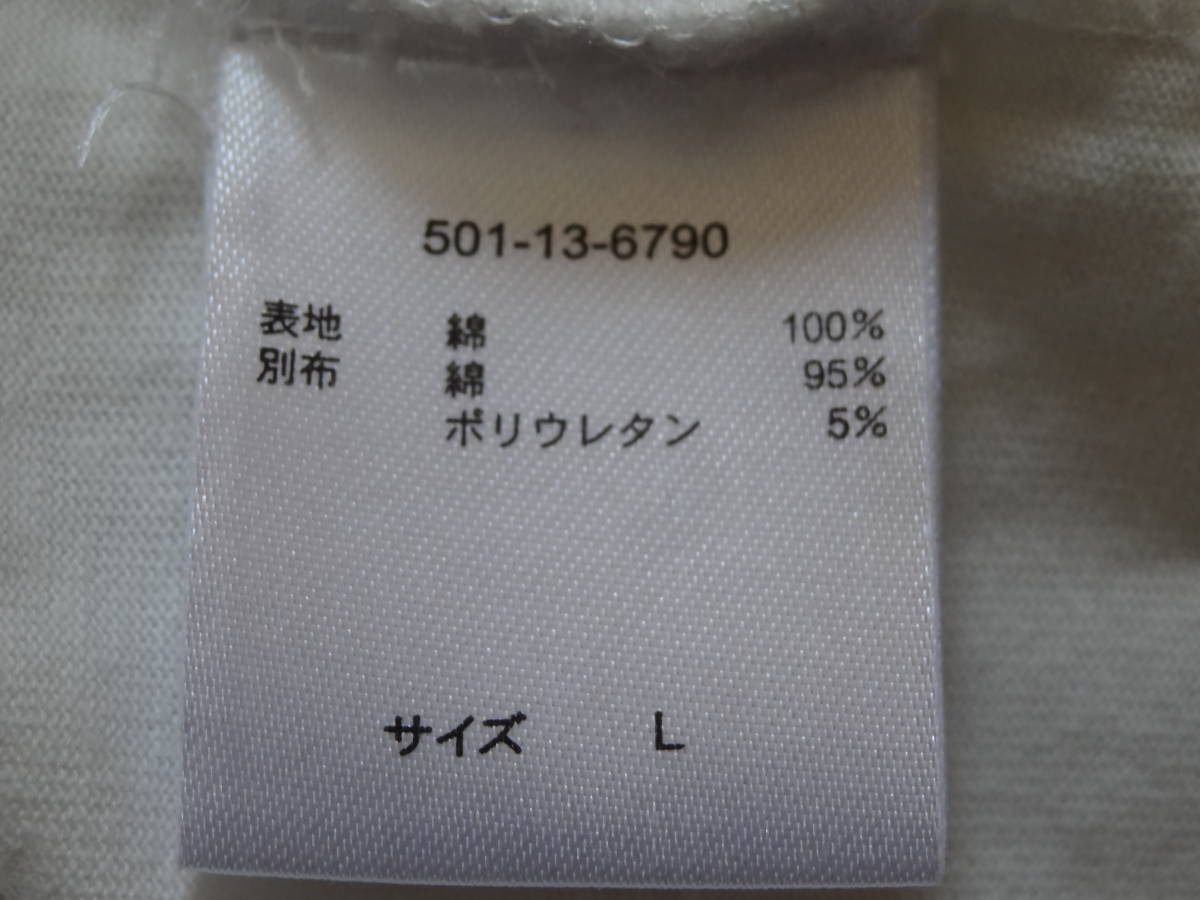 501-13-6790
表地 綿 100%
別布 綿 95%
ポリウレタン 5%
サイズ L